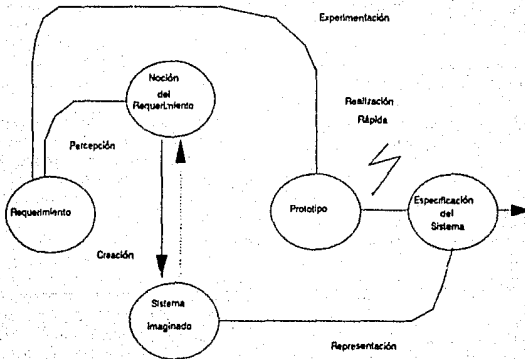 Experimentación
Noción
del
Requerimiento
Realización
Rápida
Percepción
Requerimiento
Prototipo
Especificación
del
Sistema
Creación
Sistema
Imaginado
Representación